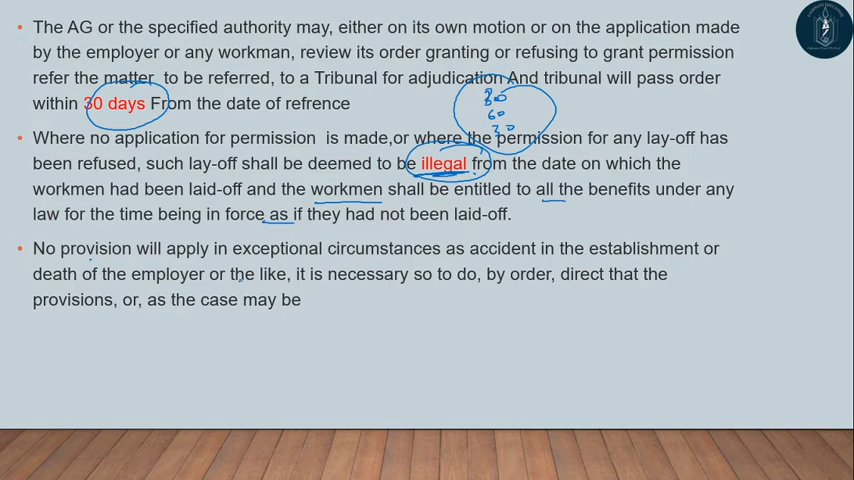 • The AG or the specified authority may, either on its own motion or on the application made
by the employer or any workman, review its order granting or refusing to grant permission
refer the matter  to be referred, to a Tribunal for adjudication And tribunal will pass order
within 30 days From the date of refrence
• Where no application for permission  is made,or where the permission for any lay-off has
been refused, such lay-off shall be deemed to be illegal from the date on which the
workmen had been laid-off and the workmen shall be entitled to all the benefits under any
law for the time being in force as if they had not been laid-off.
• No provision will apply in exceptional circumstances as accident in the establishment or
death of the employer or the like, it is necessary so to do, by order, direct that the
provisions, or, as the case may be
60
30